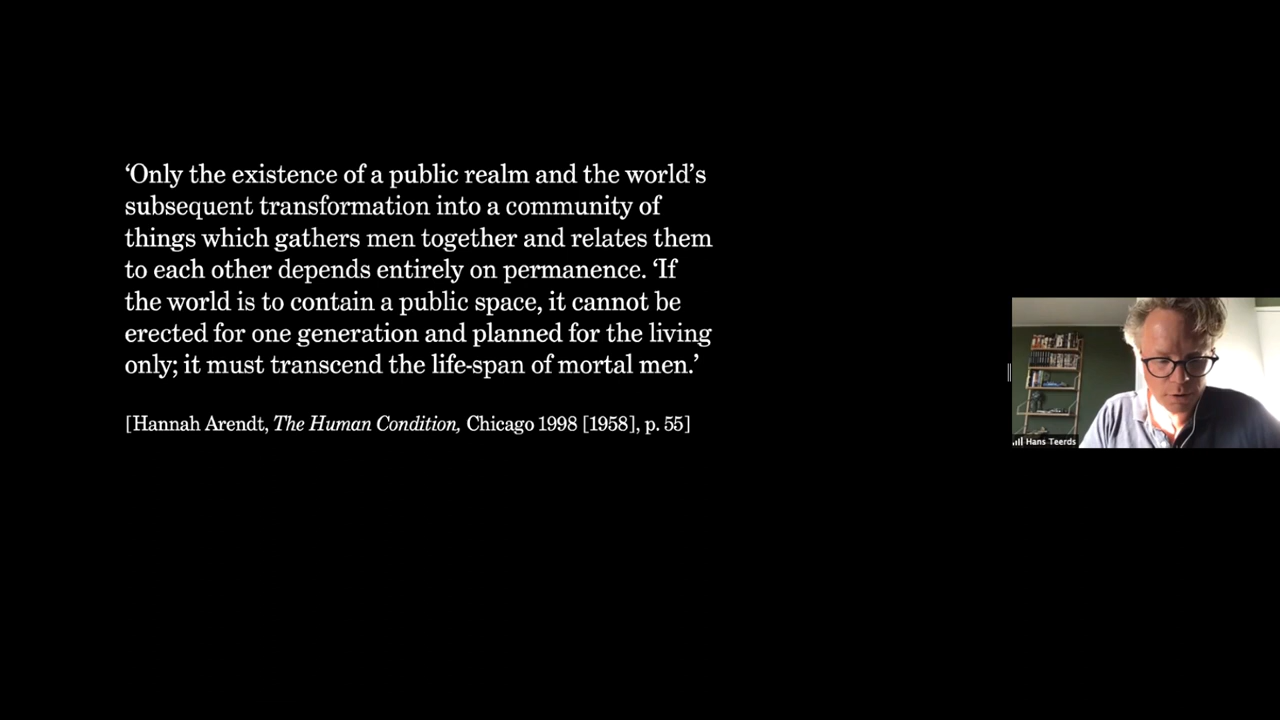 ‘Only the existence of a public realm and the world’s
subsequent transformation into a community of
things which gathers men together and relates them
to each other depends entirely on permanence. ‘If
the world is to contain a public space, it cannot be
erected for one generation and planned for the living
only; it must transcend the life-span of mortal men.’
[Hannah Arendt, The Human Condition, Chicago 1998 [1958], p. 55]
Hans Teerds